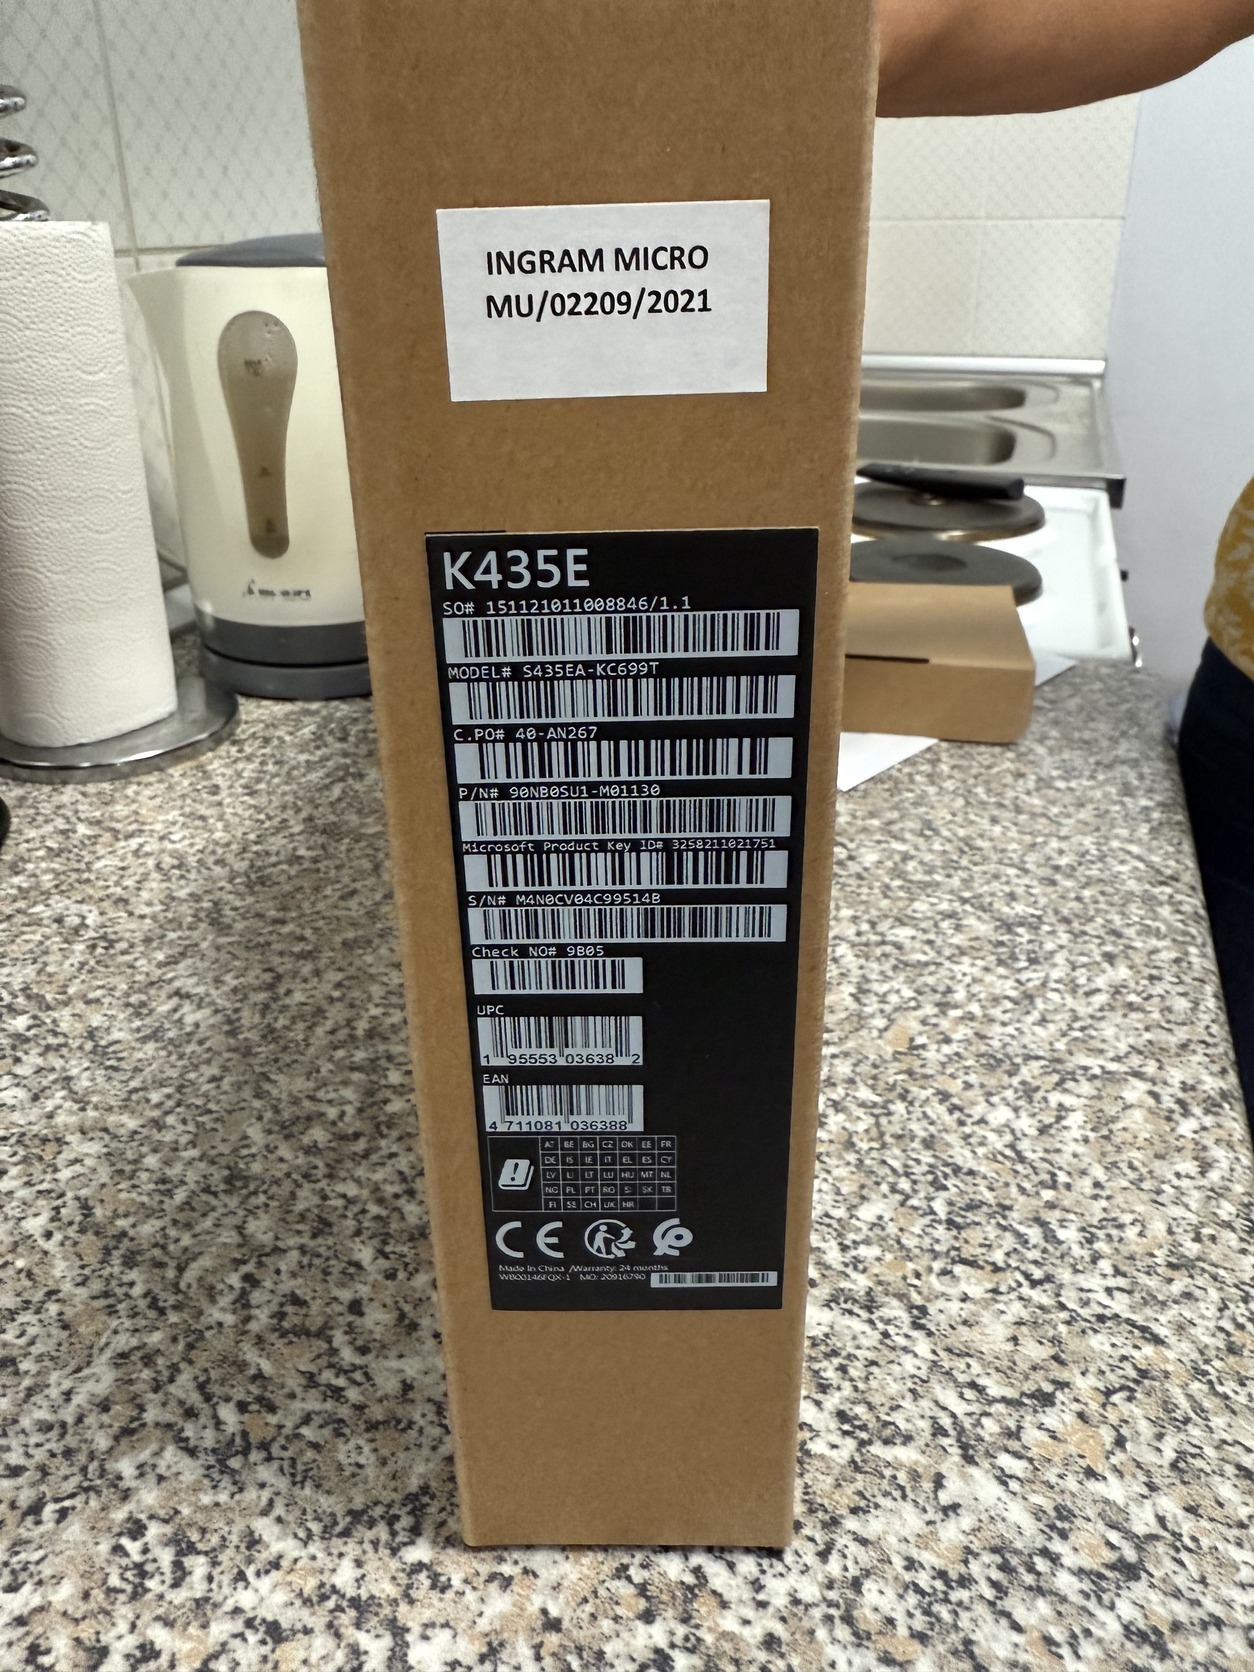 INGRAM MICRO
MU/02209/2021
K435E
SO# 151121011008846/1.1
MODEL# S435EA-KC699T
C.PO# 40-AN267
P/N# 90NB0SU1-M01130
Microsoft Product Key ID# 3258211021751
S/N# M4N0CV04C99514B
Check NO# 9B05
UPC
1 95553 03638 2
EAN
4 711081 036388
AT BE BG CZ DK EE FR
DE IS IE IT EL ES CY
LV LI LT LU HU MT NL
NO PL PT RO SI SK TR
FI SE CH UK HR
CE
Made In China /Warranty: 24 months
MO: 20916790